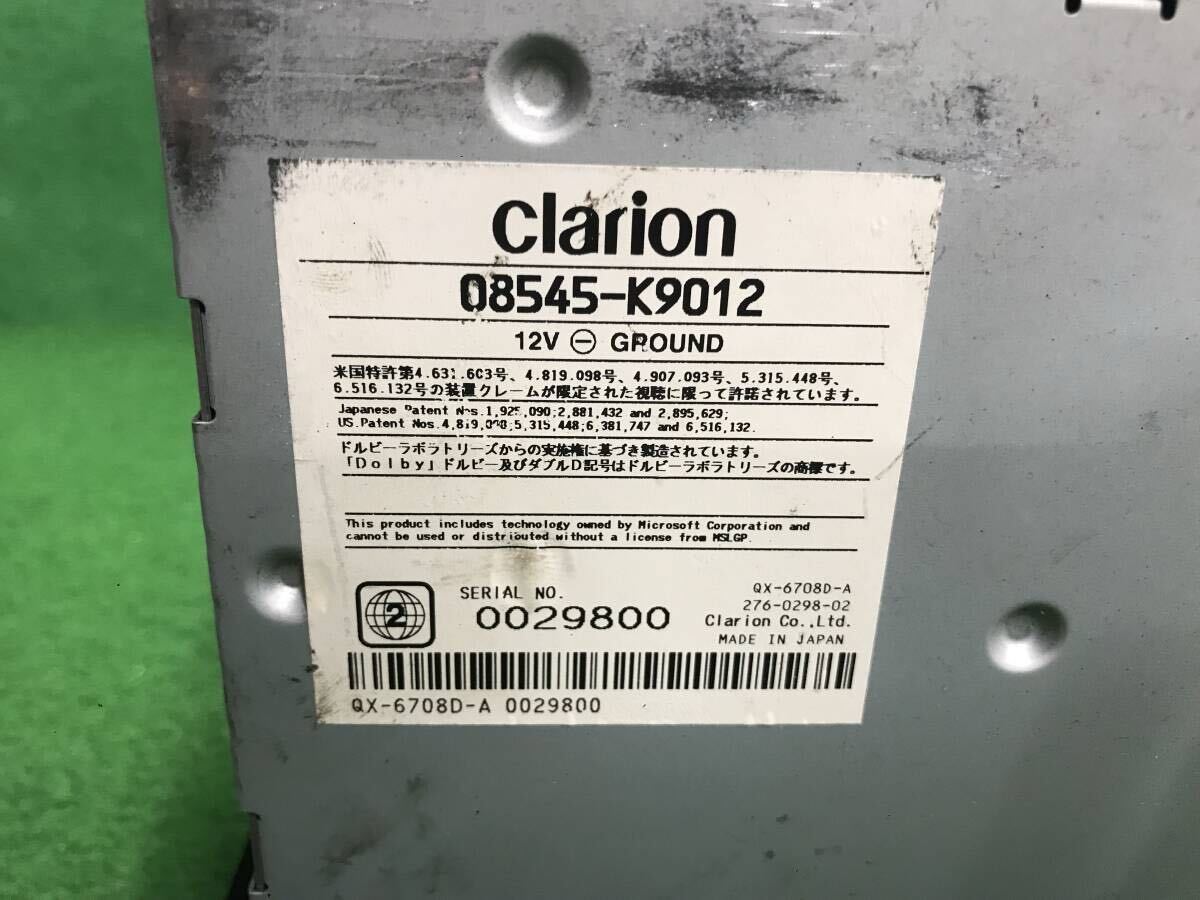 clarion
08545-K9012
12V ⊖ GROUND
米国特許第4.631.603号、4.819.098号、4.907.093号、5.315.448号、
6.516.132号の装置クレームが限定された視聴に限って許諾されています。
Japanese Patent Nos.1,925,090;2,881,432 and 2,895,629;
US.Patent Nos.4,819,098;5,315,448;6,381,747 and 6,516,132.
ドルビーラボラトリーズからの実施権に基づき製造されています。
「Dolby」ドルビー及びダブルD記号はドルビーラボラトリーズの商標です。
This product includes technology owned by Microsoft Corporation and
cannot be used or distributed without a license from MSLGP.
2
SERIAL NO.
0029800
QX-6708D-A
276-0298-02
Clarion Co.,Ltd.
MADE IN JAPAN
QX-6708D-A 0029800